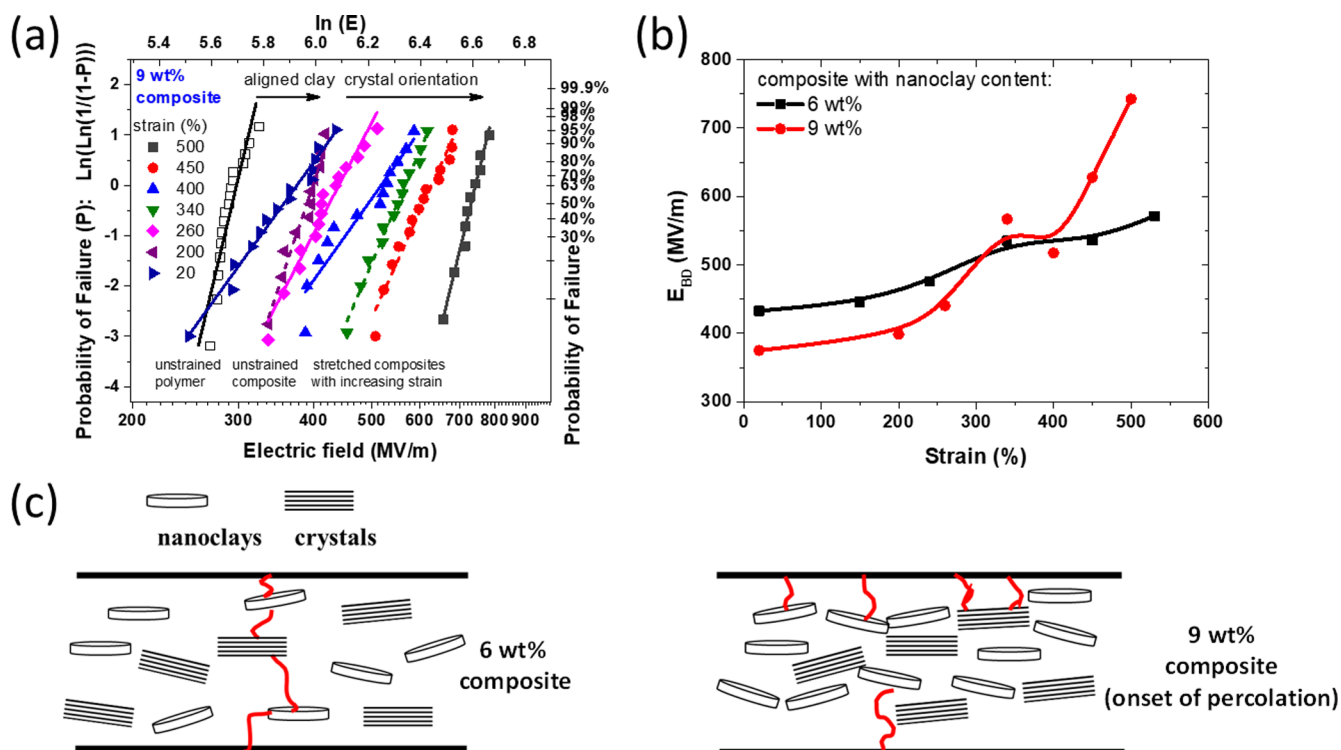 (a)
ln (E)
5.4 5.6 5.8 6.0 6.2 6.4 6.6 6.8
Probability of Failure (P): Ln(Ln(1/(1-P)))
2
1
0
-1
-2
-3
-4
9 wt%
composite
aligned clay crystal orientation
strain (%)
500
450
400
340
260
200
20
unstrained
polymer
unstrained
composite
stretched composites
with increasing strain
99.9%
99%
98%
95%
90%
80%
70%
63%
50%
40%
30%
Probability of Failure (P)
200 300 400 500 600 700 800 900
Electric field (MV/m)
(b)
composite with nanoclay content:
6 wt%
9 wt%
800
700
600
500
400
300
E_BD (MV/m)
0 100 200 300 400 500 600
Strain (%)
(c)
nanoclays crystals
6 wt%
composite
9 wt%
composite
(onset of percolation)